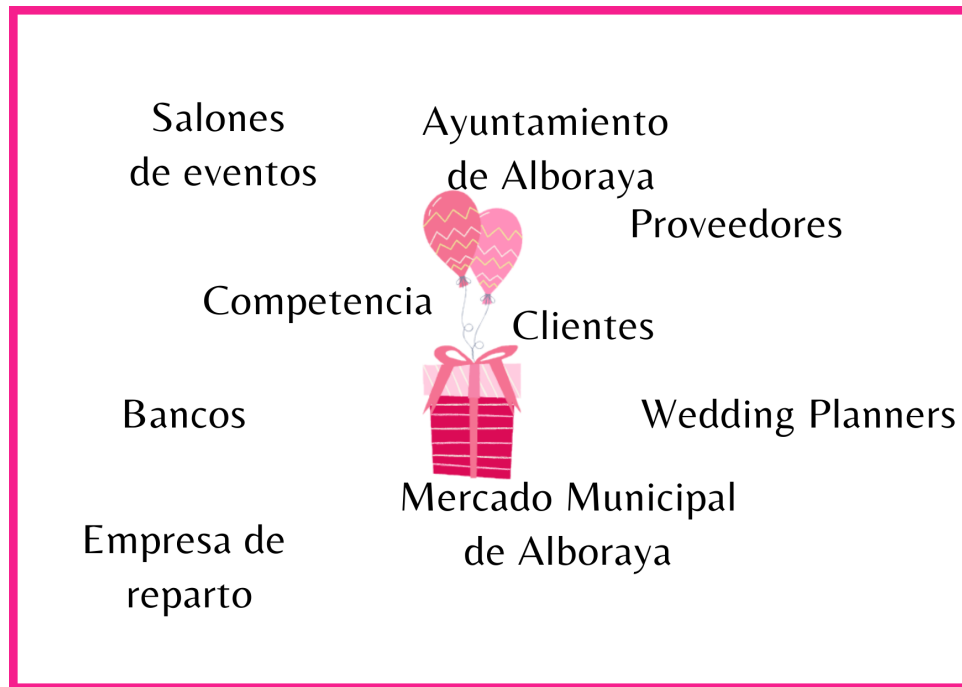 Salones
de eventos
Ayuntamiento
de Alboraya
Proveedores
Competencia
Clientes
Bancos
Wedding Planners
Mercado Municipal
de Alboraya
Empresa de
reparto